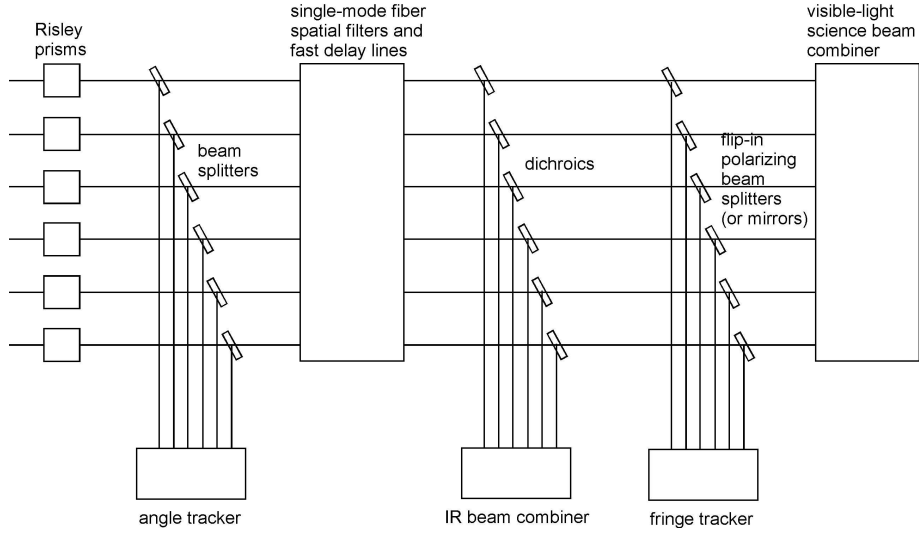 Risley
prisms
single-mode fiber
spatial filters and
fast delay lines
visible-light
science beam
combiner
beam
splitters
dichroics
flip-in
polarizing
beam
splitters
(or mirrors)
angle tracker
IR beam combiner
fringe tracker